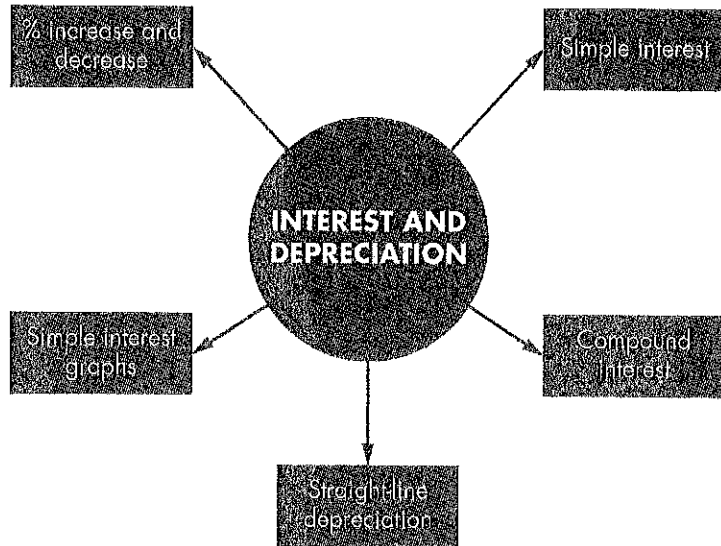 % increase and
decrease
Simple interest
INTEREST AND
DEPRECIATION
Simple interest
graphs
Compound
interest
Straight-line
depreciation